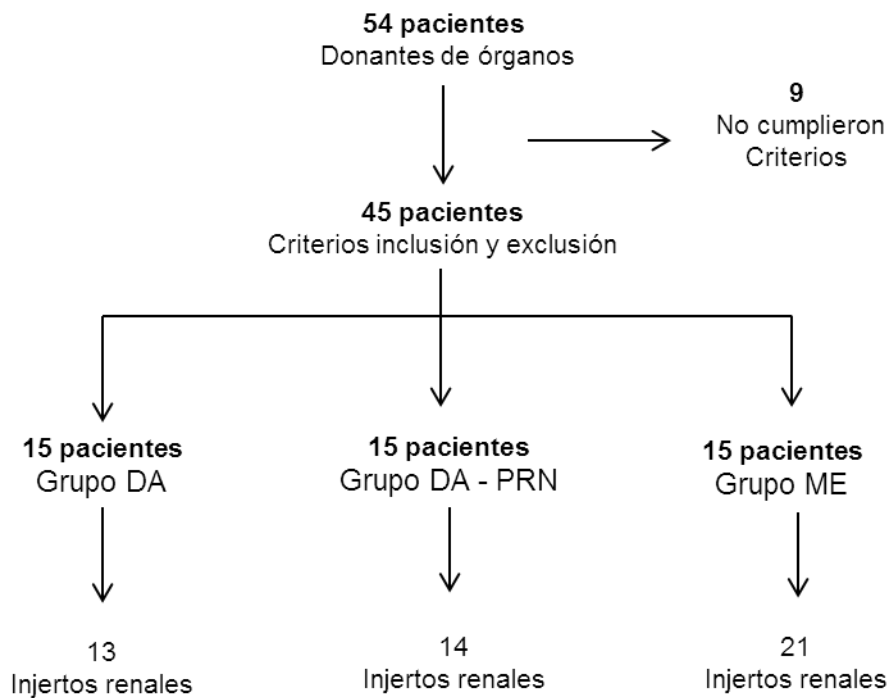 54 pacientes
Donantes de órganos
9
No cumplieron
Criterios
45 pacientes
Criterios inclusión y exclusión
15 pacientes
Grupo DA
15 pacientes
Grupo DA - PRN
15 pacientes
Grupo ME
13
Injertos renales
14
Injertos renales
21
Injertos renales